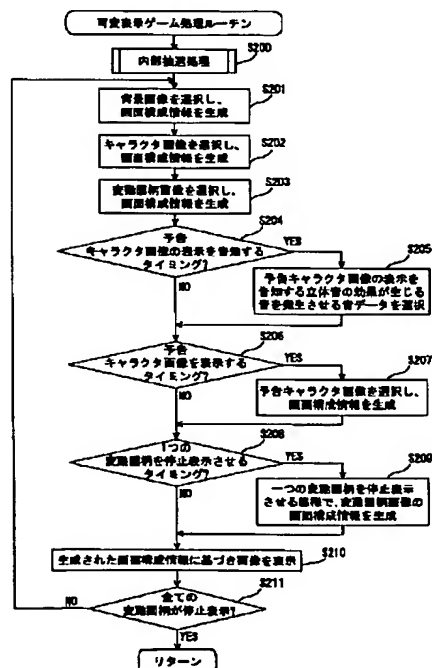 可変表示ゲーム処理ルーチン
S200
内部抽選処理
S201
背景画像を選択し、
画面構成情報を生成
S202
キャラクタ画像を選択し、
画面構成情報を生成
S203
変動図柄画像を選択し、
画面構成情報を生成
S204
予告
キャラクタ画像の表示を告知する
タイミング?
YES
NO
S205
予告キャラクタ画像の表示を
告知する立体音の効果が生じる
音を発生させる音データを選択
S206
予告
キャラクタ画像を表示する
タイミング?
YES
NO
S207
予告キャラクタ画像を選択し、
画面構成情報を生成
S208
1つの
変動図柄を停止表示させる
タイミング?
YES
NO
S209
一つの変動図柄を停止表示
させる態様で、変動図柄画像の
画面構成情報を生成
S210
生成された画面構成情報に基づき画像を表示
S211
全ての
変動図柄が停止表示?
NO
YES
リターン